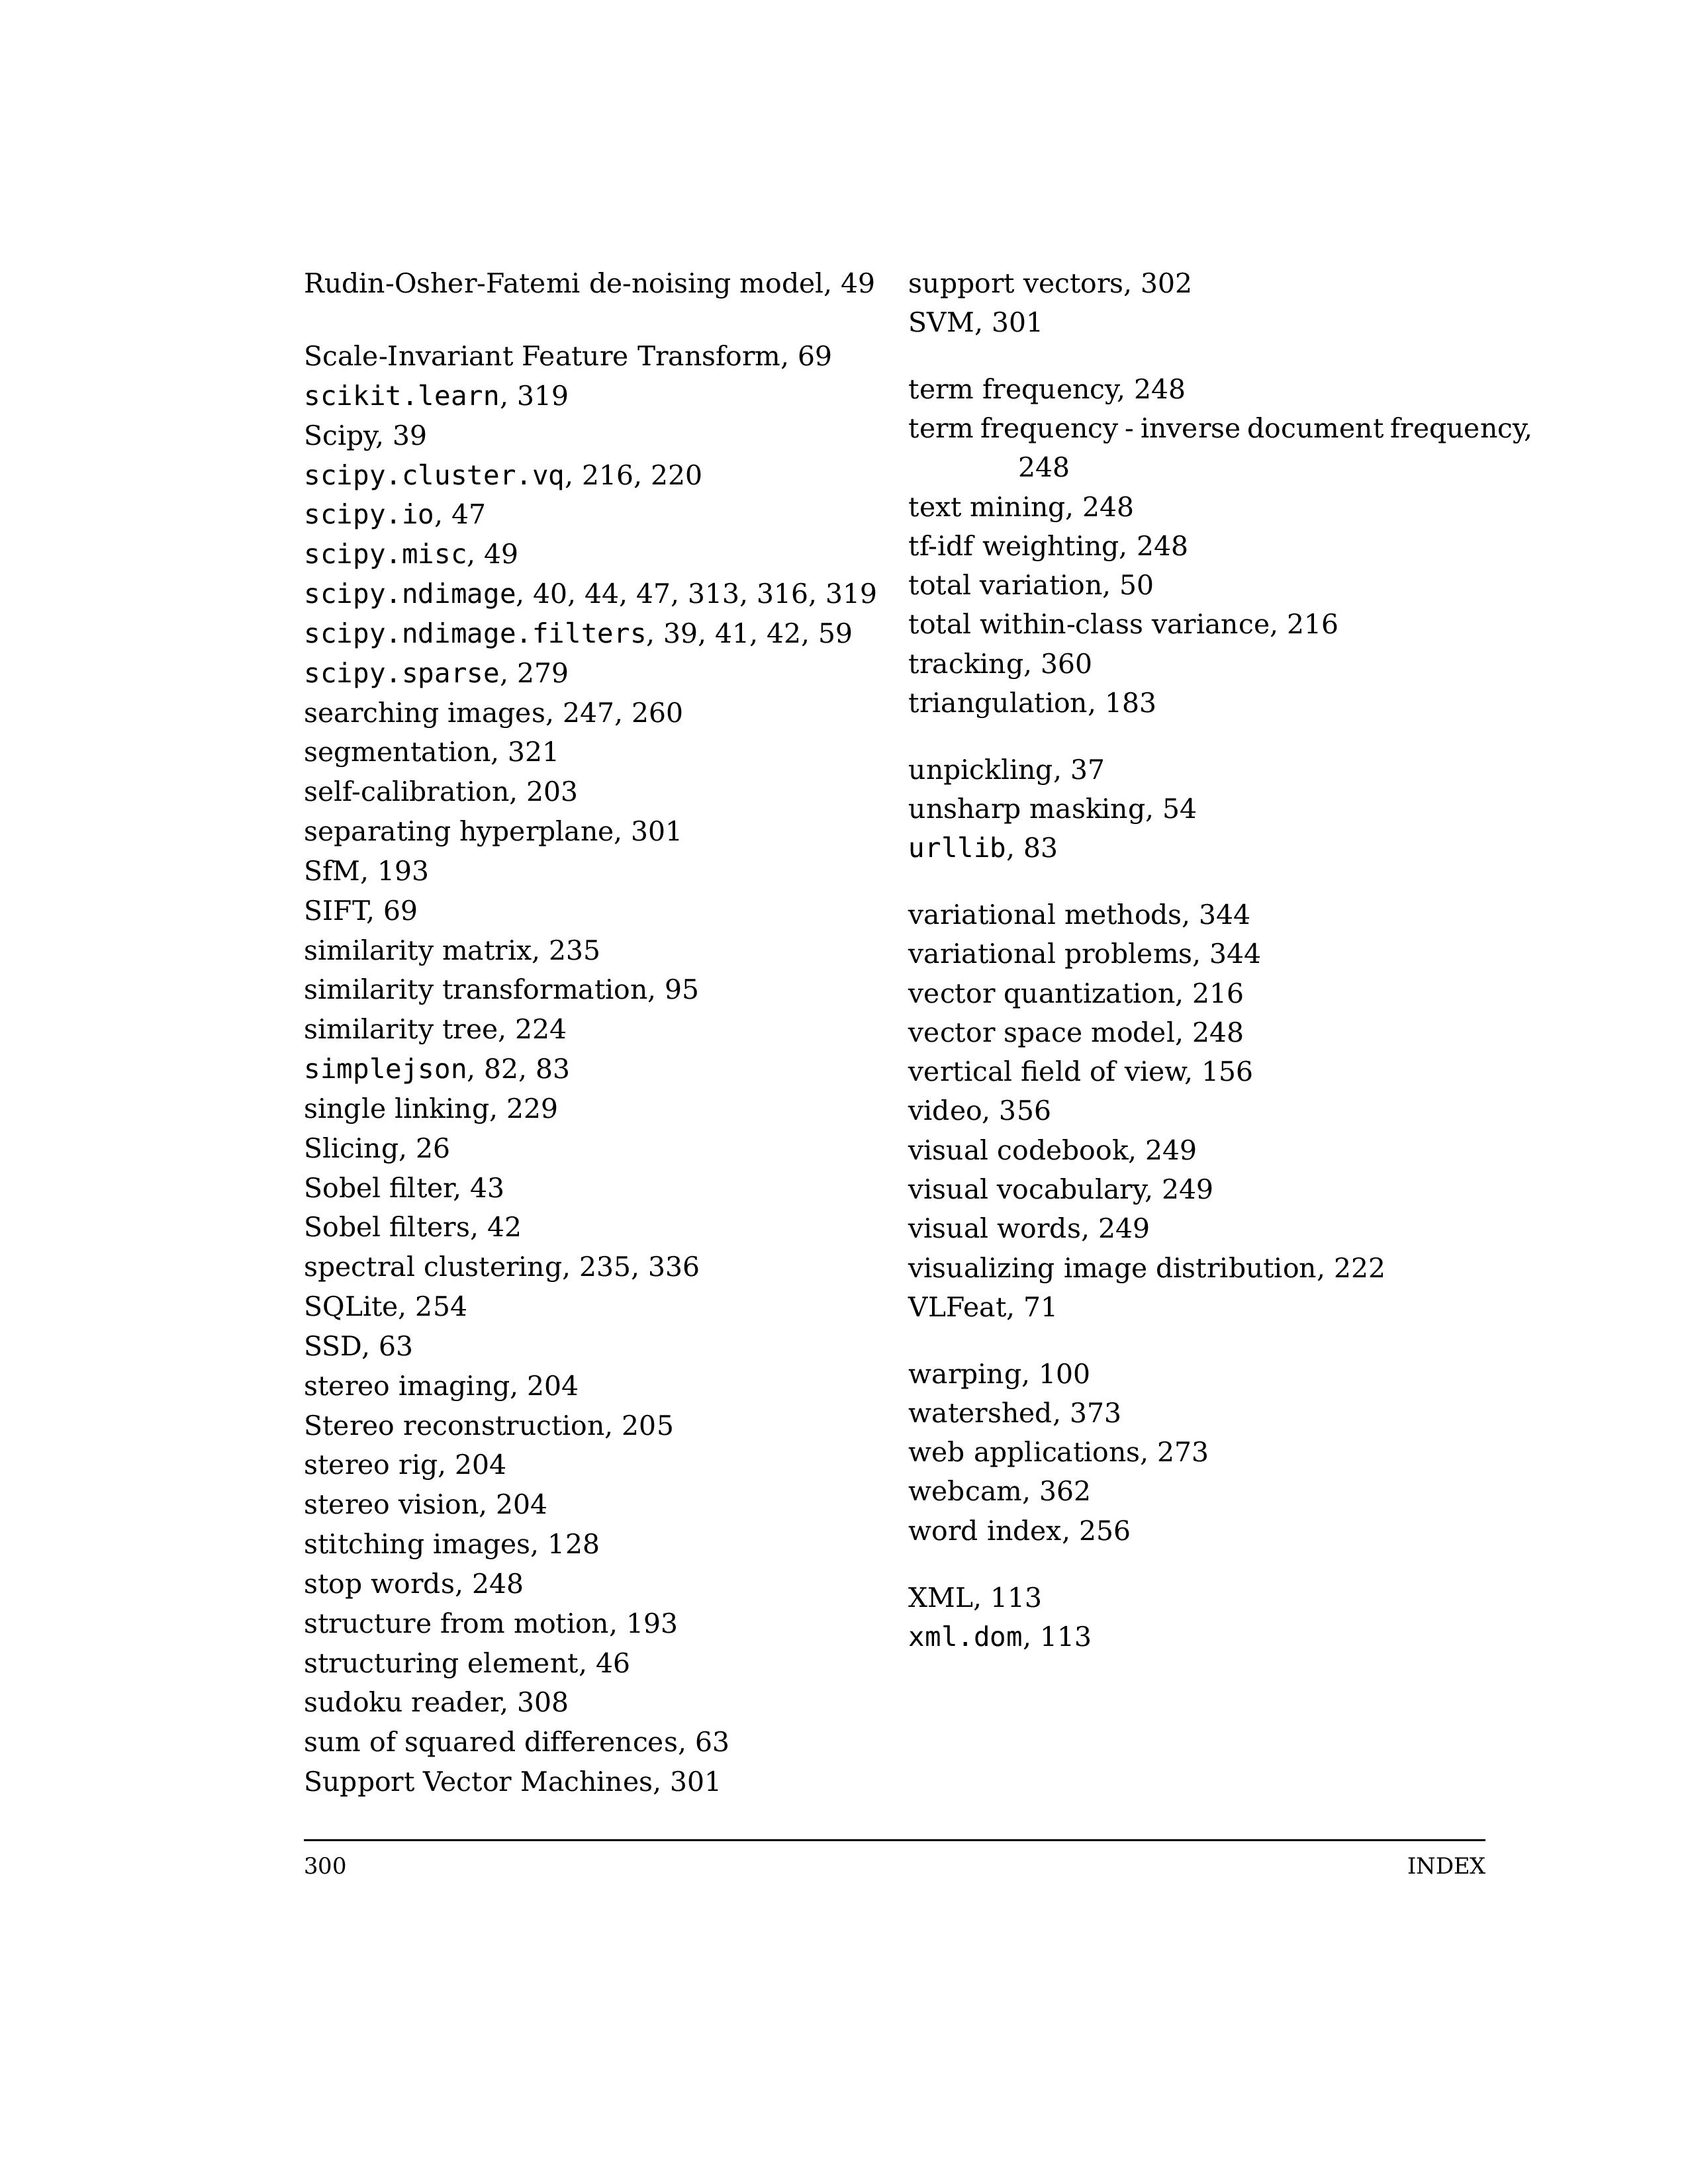 Rudin-Osher-Fatemi de-noising model, 49
Scale-Invariant Feature Transform, 69
scikit.learn, 319
Scipy, 39
scipy.cluster.vq, 216, 220
scipy.io, 47
scipy.misc, 49
scipy.ndimage, 40, 44, 47, 313, 316, 319
scipy.ndimage.filters, 39, 41, 42, 59
scipy.sparse, 279
searching images, 247, 260
segmentation, 321
self-calibration, 203
separating hyperplane, 301
SfM, 193
SIFT, 69
similarity matrix, 235
similarity transformation, 95
similarity tree, 224
simplejson, 82, 83
single linking, 229
Slicing, 26
Sobel filter, 43
Sobel filters, 42
spectral clustering, 235, 336
SQLite, 254
SSD, 63
stereo imaging, 204
Stereo reconstruction, 205
stereo rig, 204
stereo vision, 204
stitching images, 128
stop words, 248
structure from motion, 193
structuring element, 46
sudoku reader, 308
sum of squared differences, 63
Support Vector Machines, 301
support vectors, 302
SVM, 301
term frequency, 248
term frequency - inverse document frequency,
248
text mining, 248
tf-idf weighting, 248
total variation, 50
total within-class variance, 216
tracking, 360
triangulation, 183
unpickling, 37
unsharp masking, 54
urllib, 83
variational methods, 344
variational problems, 344
vector quantization, 216
vector space model, 248
vertical field of view, 156
video, 356
visual codebook, 249
visual vocabulary, 249
visual words, 249
visualizing image distribution, 222
VLFeat, 71
warping, 100
watershed, 373
web applications, 273
webcam, 362
word index, 256
XML, 113
xml.dom, 113
300
INDEX